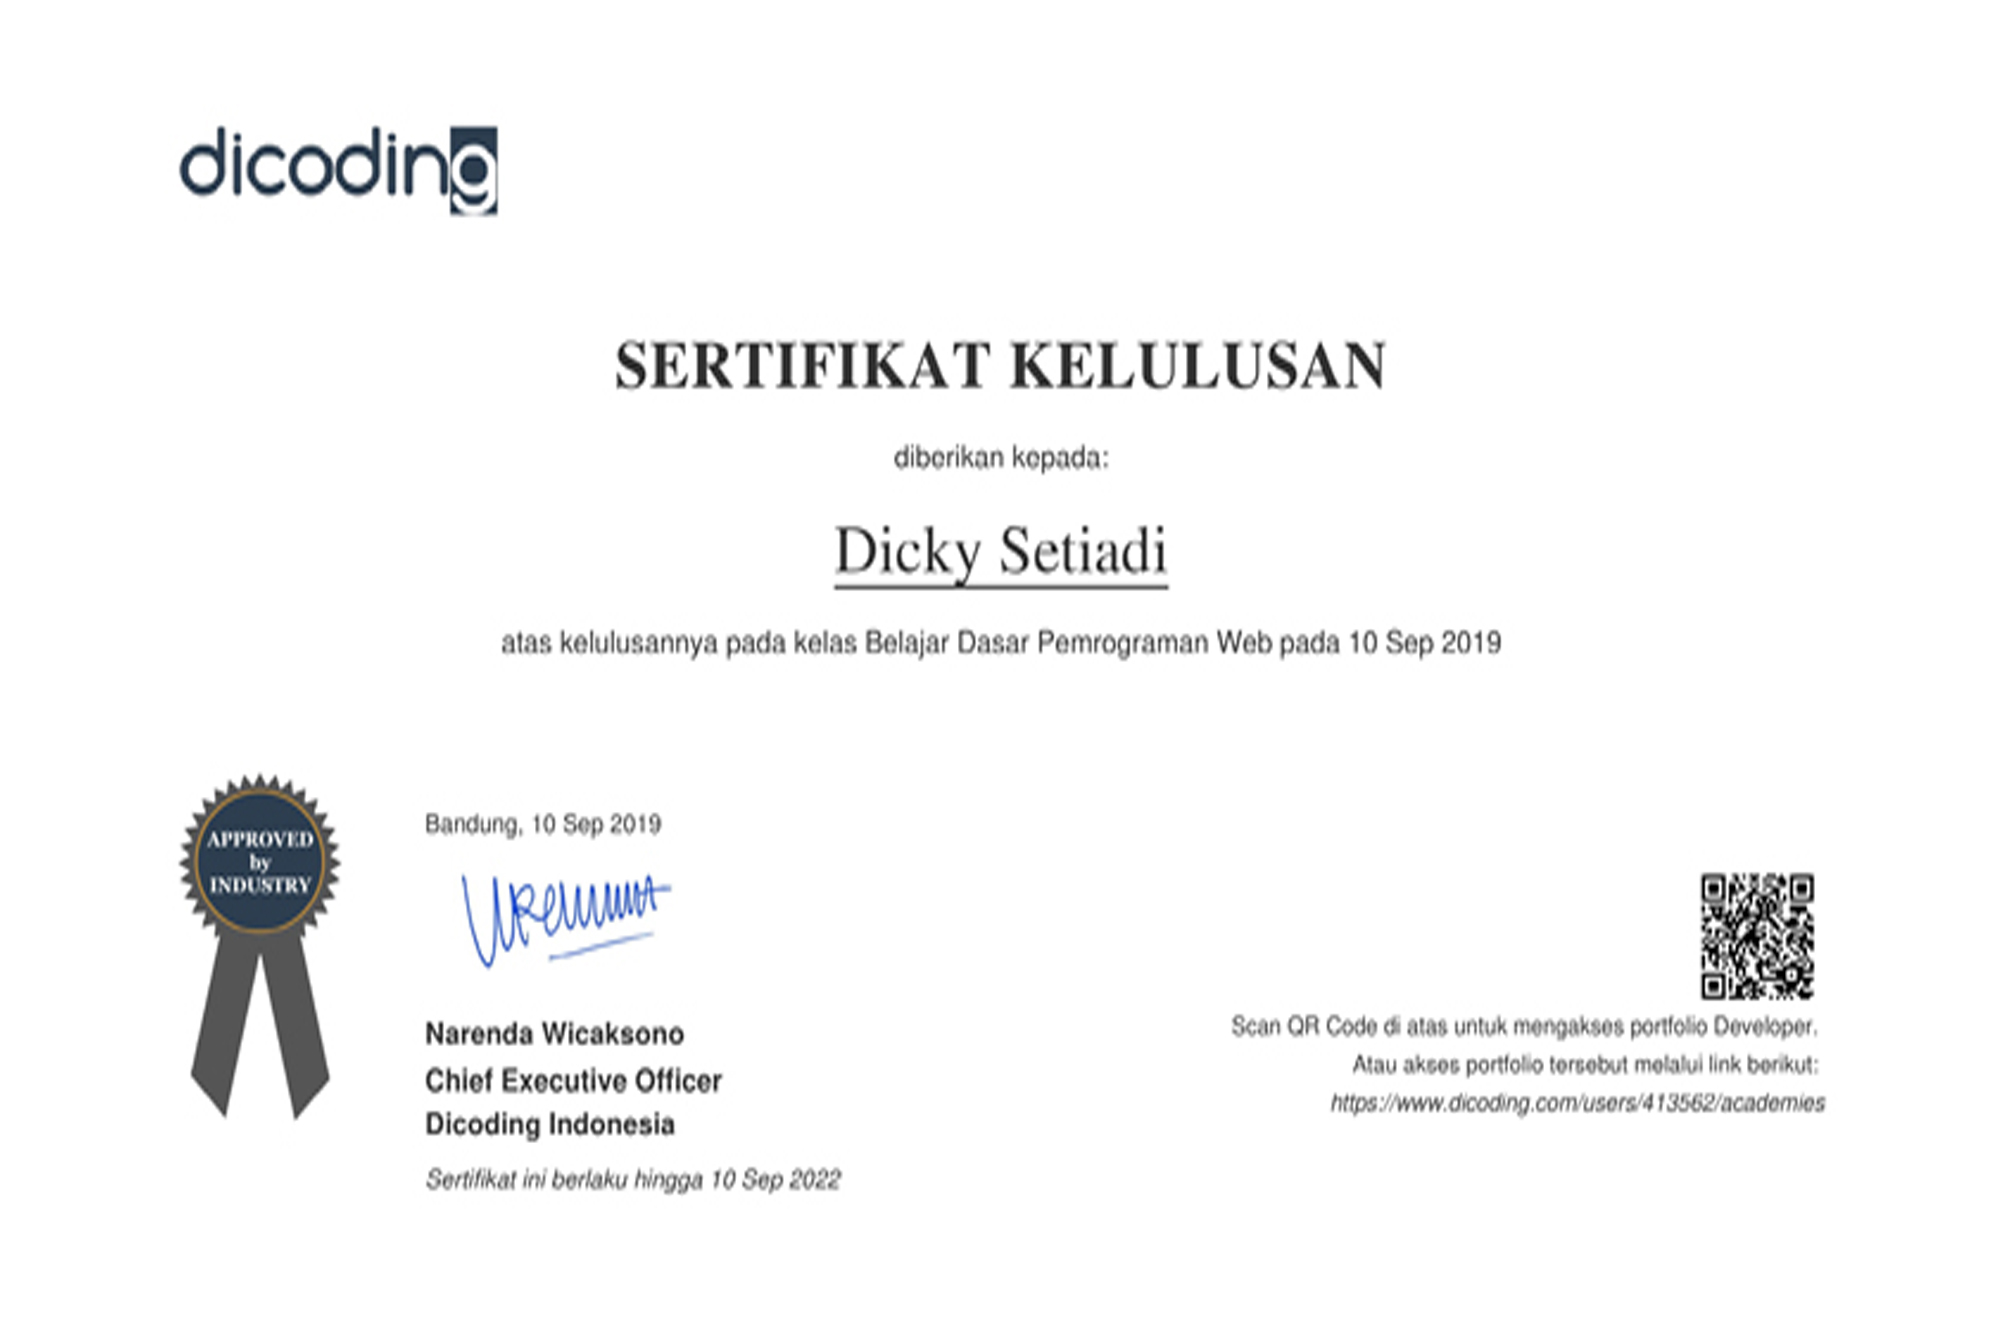 dicoding
SERTIFIKAT KELULUSAN
diberikan kepada:
Dicky Setiadi
atas kelulusannya pada kelas Belajar Dasar Pemrograman Web pada 10 Sep 2019
APPROVED
by
INDUSTRY
Bandung, 10 Sep 2019
Narenda Wicaksono
Chief Executive Officer
Dicoding Indonesia
Sertifikat ini berlaku hingga 10 Sep 2022
Scan QR Code di atas untuk mengakses portfolio Developer.
Atau akses portfolio tersebut melalui link berikut:
https://www.dicoding.com/users/413562/academies